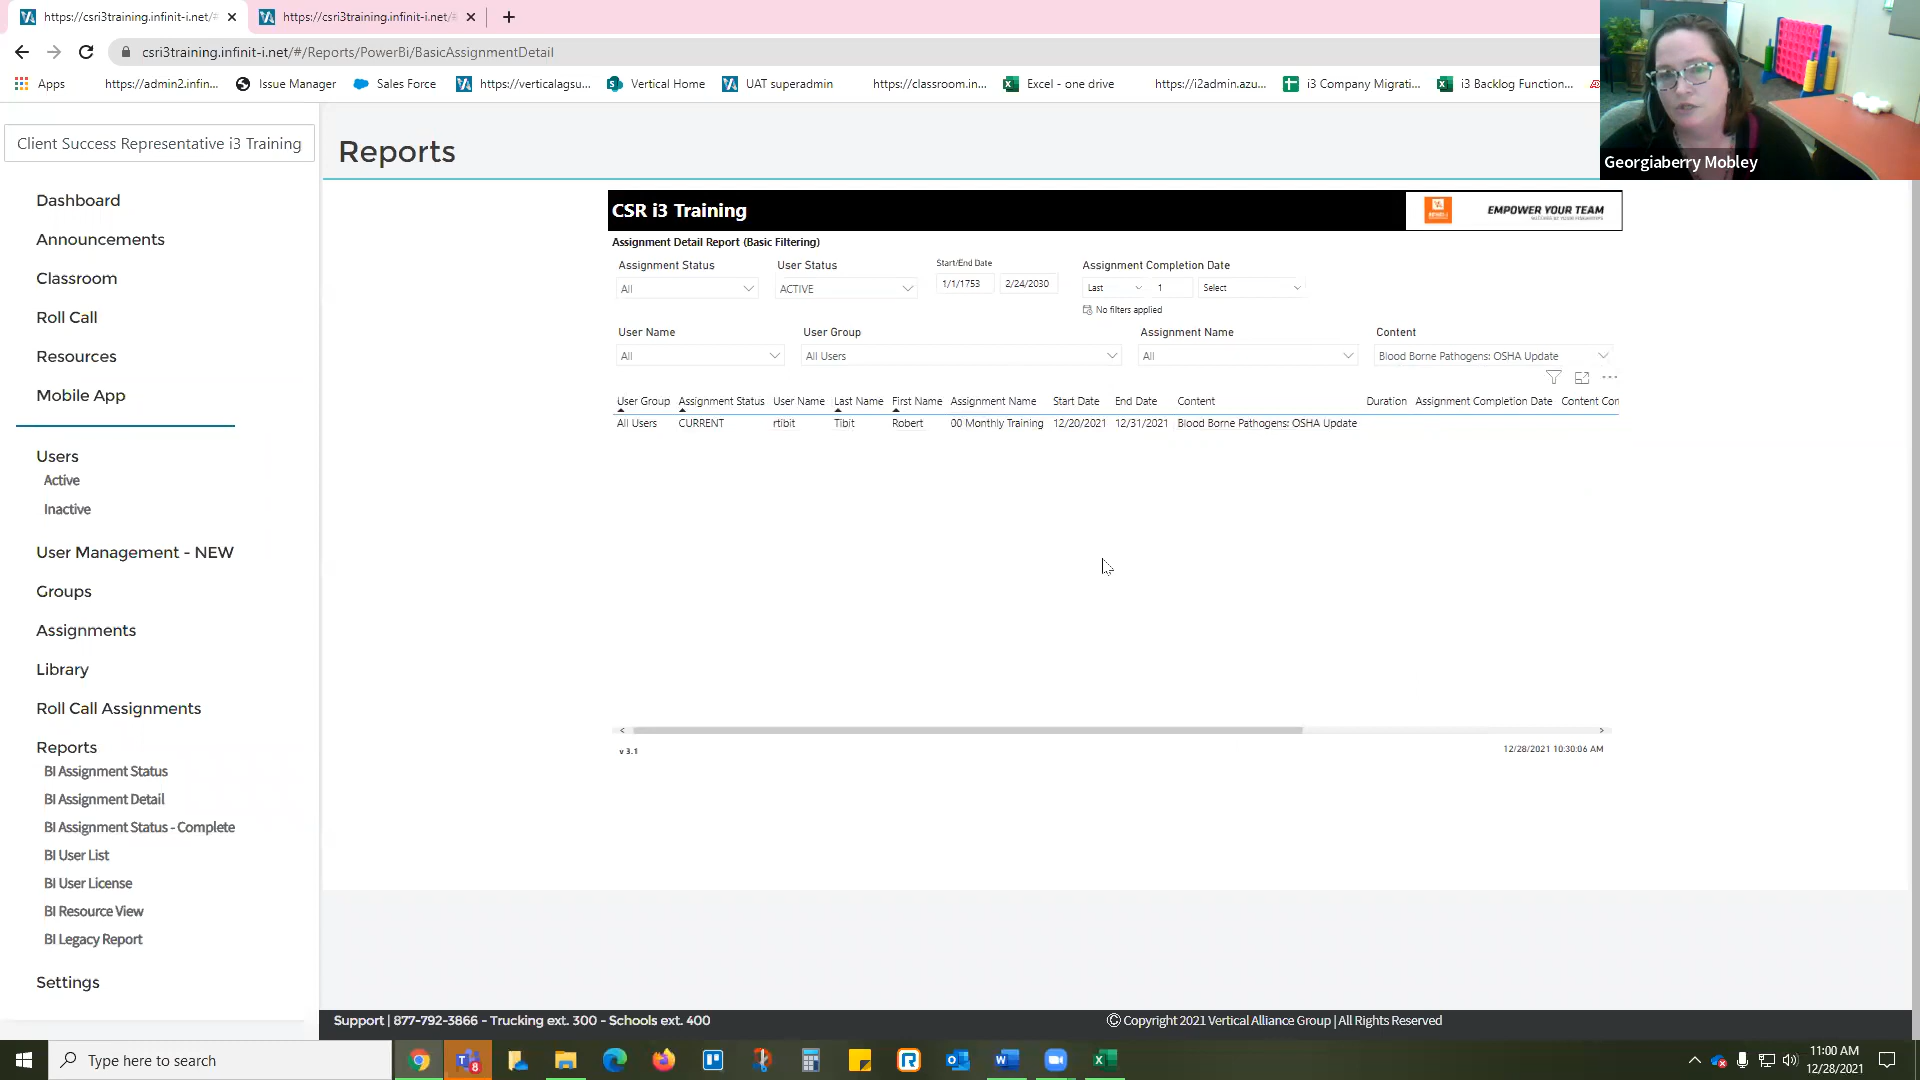 https://csri3training.infinit-i.net/#
https://csri3training.infinit-i.net/#
csri3training.infinit-i.net/#/Reports/PowerBi/BasicAssignmentDetail
Apps
https://admin2.infin...
Issue Manager
Sales Force
https://verticalagsu...
Vertical Home
UAT superadmin
https://classroom.in...
Excel - one drive
https://i2admin.azu...
i3 Company Migrati...
i3 Backlog Function...
Georgiaberry Mobley
Client Success Representative i3 Training
Dashboard
Announcements
Classroom
Roll Call
Resources
Mobile App
Users
Active
Inactive
User Management - NEW
Groups
Assignments
Library
Roll Call Assignments
Reports
BI Assignment Status
BI Assignment Detail
BI Assignment Status - Complete
BI User List
BI User License
BI Resource View
BI Legacy Report
Settings
Reports
CSR i3 Training
EMPOWER YOUR TEAM
Assignment Detail Report (Basic Filtering)
Assignment Status User Status Start/End Date Assignment Completion Date
All ACTIVE 1/1/1753 2/24/2030 Last 1 Select
No filters applied
User Name User Group Assignment Name Content
All All Users All Blood Borne Pathogens: OSHA Update
User Group Assignment Status User Name Last Name First Name Assignment Name Start Date End Date Content Duration Assignment Completion Date Content Con
All Users CURRENT rtibit Tibit Robert 00 Monthly Training 12/20/2021 12/31/2021 Blood Borne Pathogens: OSHA Update
v 3.1
12/28/2021 10:30:06 AM
Support | 877-792-3866 - Trucking ext. 300 - Schools ext. 400
© Copyright 2021 Vertical Alliance Group | All Rights Reserved
Type here to search
8
11:00 AM
12/28/2021